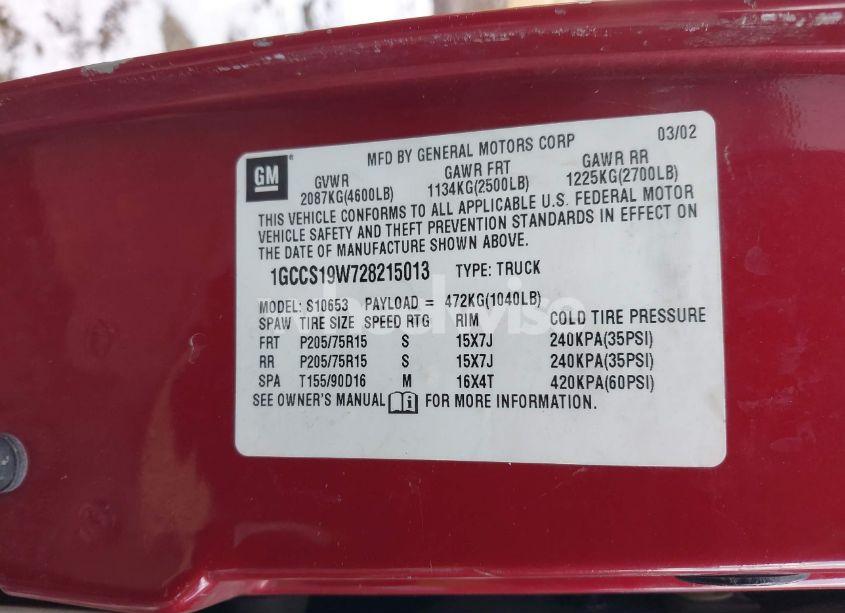 03/02
MFD BY GENERAL MOTORS CORP
GM
GVWR GAWR FRT GAWR RR
2087KG(4600LB) 1134KG(2500LB) 1225KG(2700LB)
THIS VEHICLE CONFORMS TO ALL APPLICABLE U.S. FEDERAL MOTOR
VEHICLE SAFETY AND THEFT PREVENTION STANDARDS IN EFFECT ON
THE DATE OF MANUFACTURE SHOWN ABOVE.
1GCCS19W728215013 TYPE: TRUCK
MODEL: S10653 PAYLOAD = 472KG(1040LB)
SPAW TIRE SIZE SPEED RTG RIM COLD TIRE PRESSURE
FRT P205/75R15 S 15X7J 240KPA(35PSI)
RR P205/75R15 S 15X7J 240KPA(35PSI)
SPA T155/90D16 M 16X4T 420KPA(60PSI)
SEE OWNER'S MANUAL FOR MORE INFORMATION.